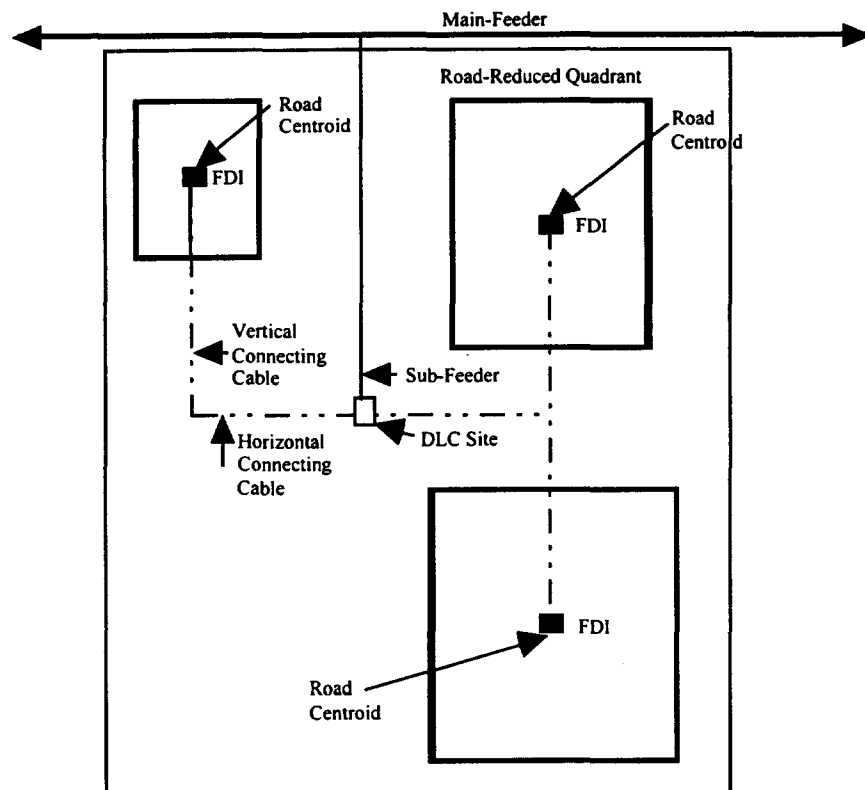 Main-Feeder
Road-Reduced Quadrant
Road
Centroid
Road
Centroid
FDI
FDI
Vertical
Connecting
Cable
Sub-Feeder
DLC Site
Horizontal
Connecting
Cable
FDI
Road
Centroid